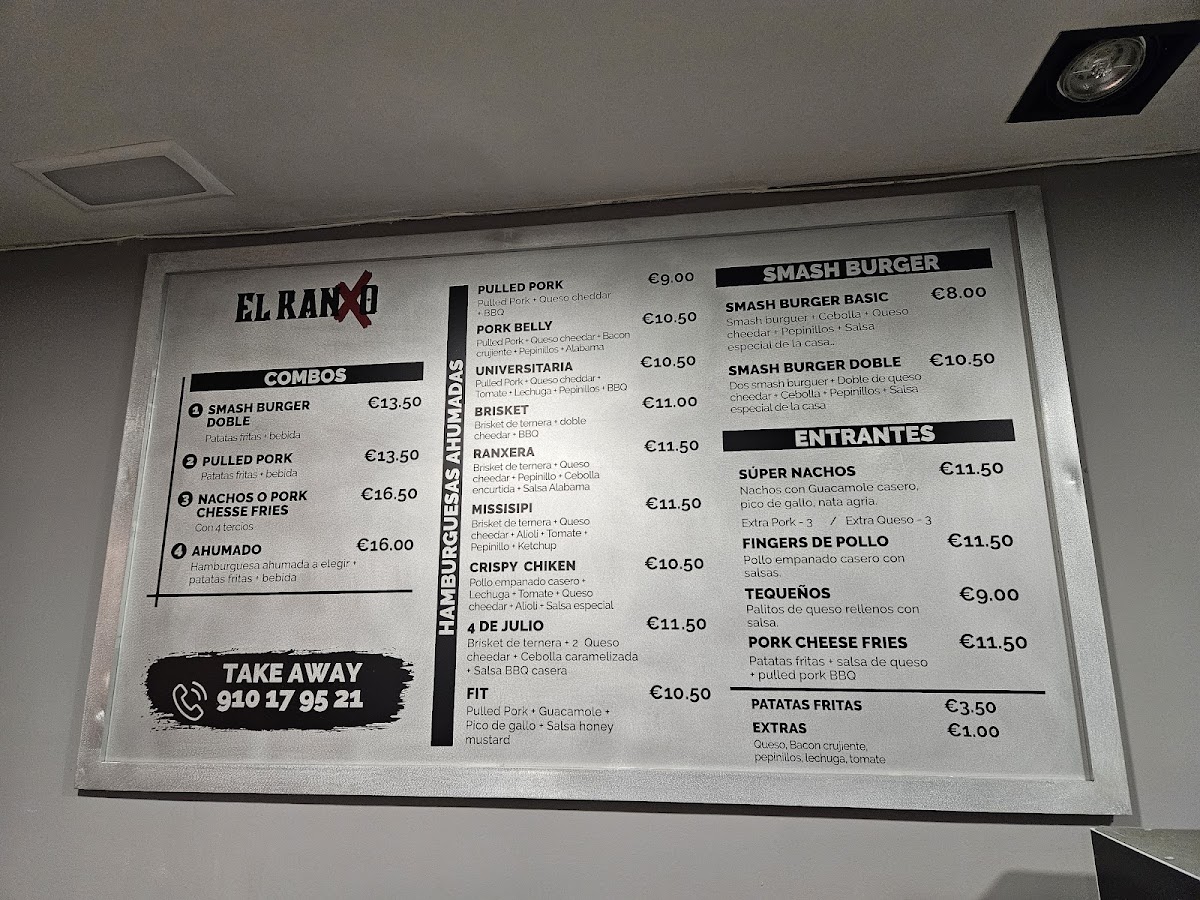 EL RANXO
COMBOS
1 SMASH BURGER DOBLE €13.50
Patatas fritas + bebida
2 PULLED PORK €13.50
Patatas fritas + bebida
3 NACHOS O PORK CHESSE FRIES €16.50
Con 4 tercios
4 AHUMADO €16.00
Hamburguesa ahumada a elegir +
patatas fritas + bebida
TAKE AWAY
910 17 95 21
HAMBURGUESAS AHUMADAS
PULLED PORK €9.00
Pulled Pork + Queso cheddar
+ BBQ
PORK BELLY €10.50
Pulled Pork + Queso cheedar + Bacon
crujiente + Pepinillos + Alabama
UNIVERSITARIA €10.50
Pulled Pork + Queso cheddar +
Tomate + Lechuga + Pepinillos + BBQ
BRISKET €11.00
Brisket de ternera + doble
cheedar + BBQ
RANXERA €11.50
Brisket de ternera + Queso
cheedar + Pepinillo + Cebolla
encurtida + Salsa Alabama
MISSISIPI €11.50
Brisket de ternera + Queso
cheedar + Alioli + Tomate +
Pepinillo + Ketchup
CRISPY CHIKEN €10.50
Pollo empanado casero +
Lechuga + Tomate + Queso
cheedar + Alioli + Salsa especial
4 DE JULIO €11.50
Brisket de ternera + 2 Queso
cheedar + Cebolla caramelizada
+ Salsa BBQ casera
FIT €10.50
Pulled Pork + Guacamole +
Pico de gallo + Salsa honey
mustard
SMASH BURGER
SMASH BURGER BASIC €8.00
Smash burguer + Cebolla + Queso
cheedar + Pepinillos + Salsa
especial de la casa..
SMASH BURGER DOBLE €10.50
Dos smash burguer + Doble de queso
cheedar + Cebolla + Pepinillos + Salsa
especial de la casa
ENTRANTES
SÚPER NACHOS €11.50
Nachos con Guacamole casero,
pico de gallo, nata agria.
Extra Pork - 3 / Extra Queso - 3
FINGERS DE POLLO €11.50
Pollo empanado casero con
salsas.
TEQUEÑOS €9.00
Palitos de queso rellenos con
salsa.
PORK CHEESE FRIES €11.50
Patatas fritas + salsa de queso
+ pulled pork BBQ
PATATAS FRITAS €3.50
EXTRAS €1.00
Queso, Bacon crujiente,
pepinillos, lechuga, tomate